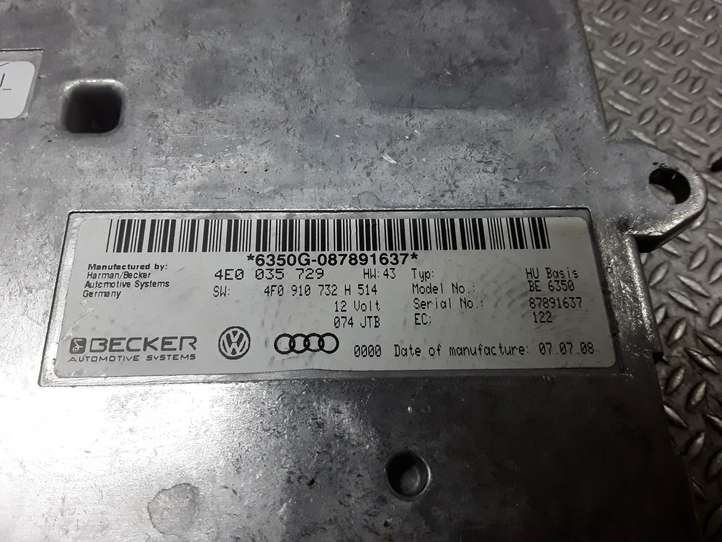 *6350G-087891637*
Manufactured by:
Harman/Becker
Automotive Systems
Germany
4E0 035 729 HW:43
SW: 4F0 910 732 H 514
12 Volt
074 JTB
Typ: HU Basis
Model No.: BE 6350
Serial No.: 87891637
EC: 122
BECKER
AUTOMOTIVE SYSTEMS
0000 Date of manufacture: 07.07.08